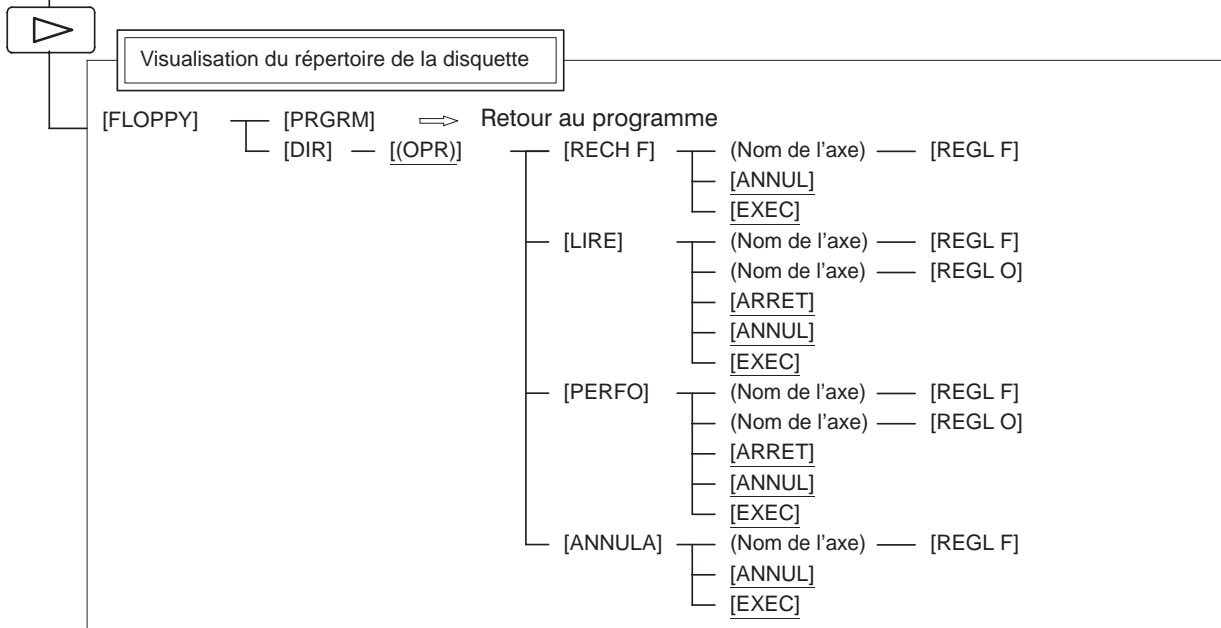 Visualisation du répertoire de la disquette
[FLOPPY] [PRGRM] Retour au programme
[DIR] [(OPR)] [RECH F] (Nom de l'axe) [REGL F]
[ANNUL]
[EXEC]
[LIRE] (Nom de l'axe) [REGL F]
(Nom de l'axe) [REGL O]
[ARRET]
[ANNUL]
[EXEC]
[PERFO] (Nom de l'axe) [REGL F]
(Nom de l'axe) [REGL O]
[ARRET]
[ANNUL]
[EXEC]
[ANNULA] (Nom de l'axe) [REGL F]
[ANNUL]
[EXEC]